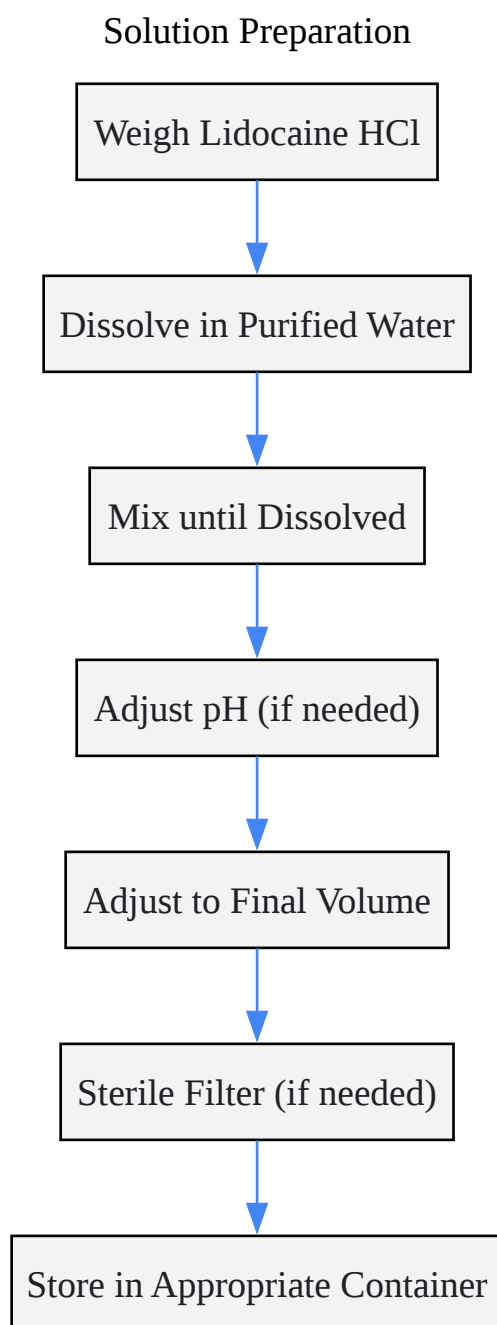 Solution Preparation
Weigh Lidocaine HCl
Dissolve in Purified Water
Mix until Dissolved
Adjust pH (if needed)
Adjust to Final Volume
Sterile Filter (if needed)
Store in Appropriate Container